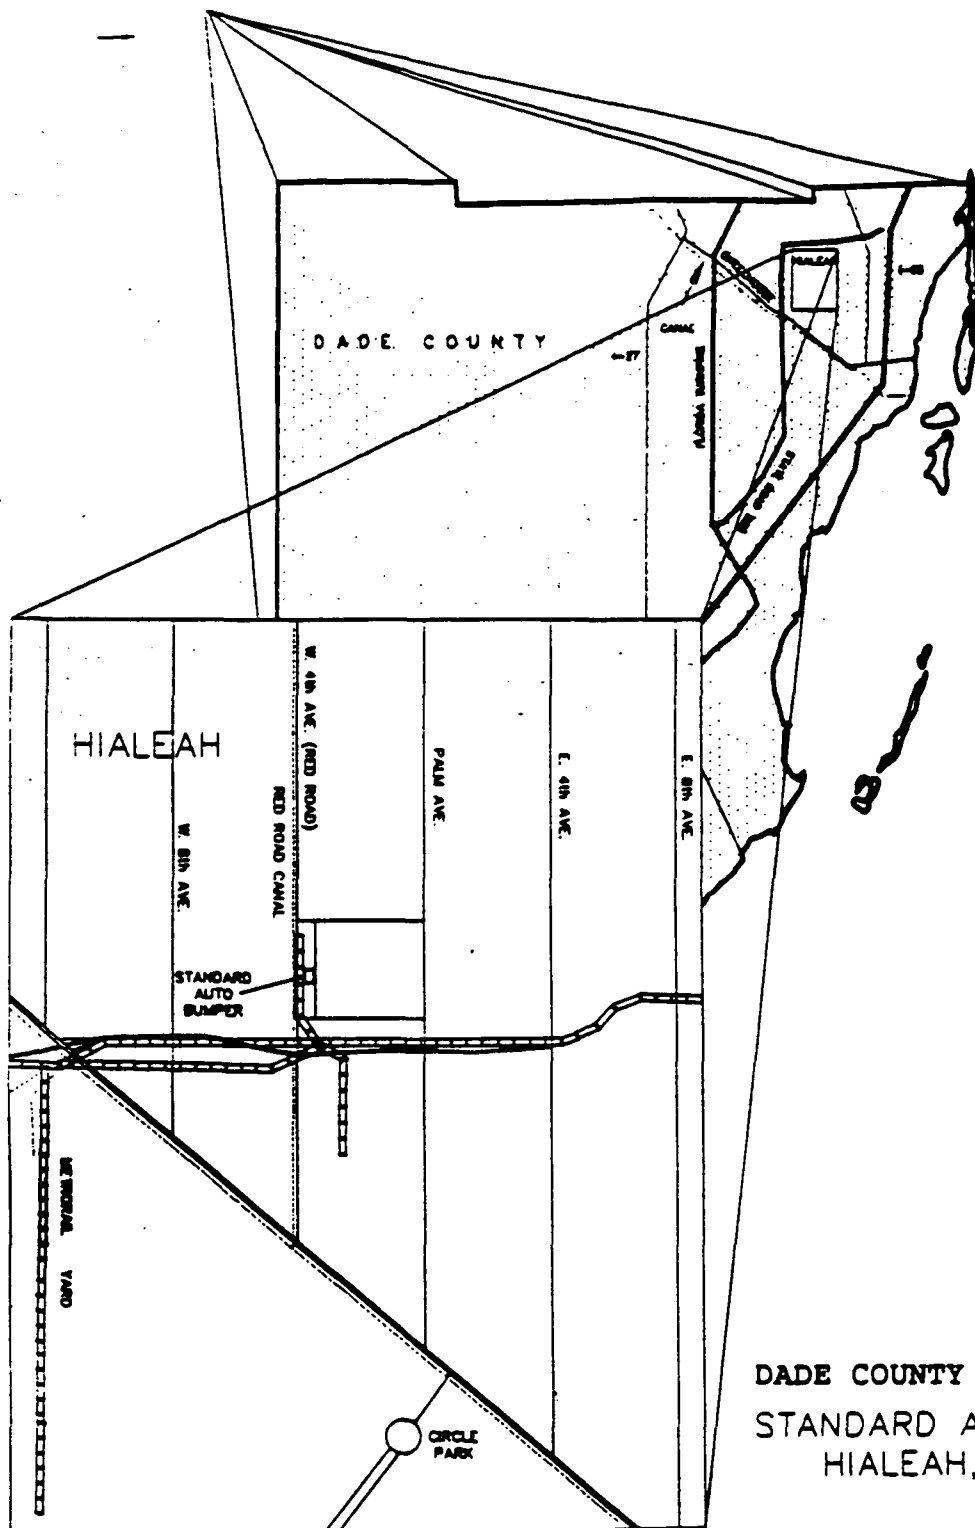 DADE COUNTY
HIALEAH
CANAL
HIALEAH
W. 8th AVE.
RED ROAD CANAL
W. 4th AVE (RED ROAD)
PALM AVE.
E. 4th AVE.
E. 8th AVE.
STANDARD
AUTO
BUMPER
METRORAIL YARD
CIRCLE
PARK
DADE COUNTY
STANDARD A
HIALEAH,